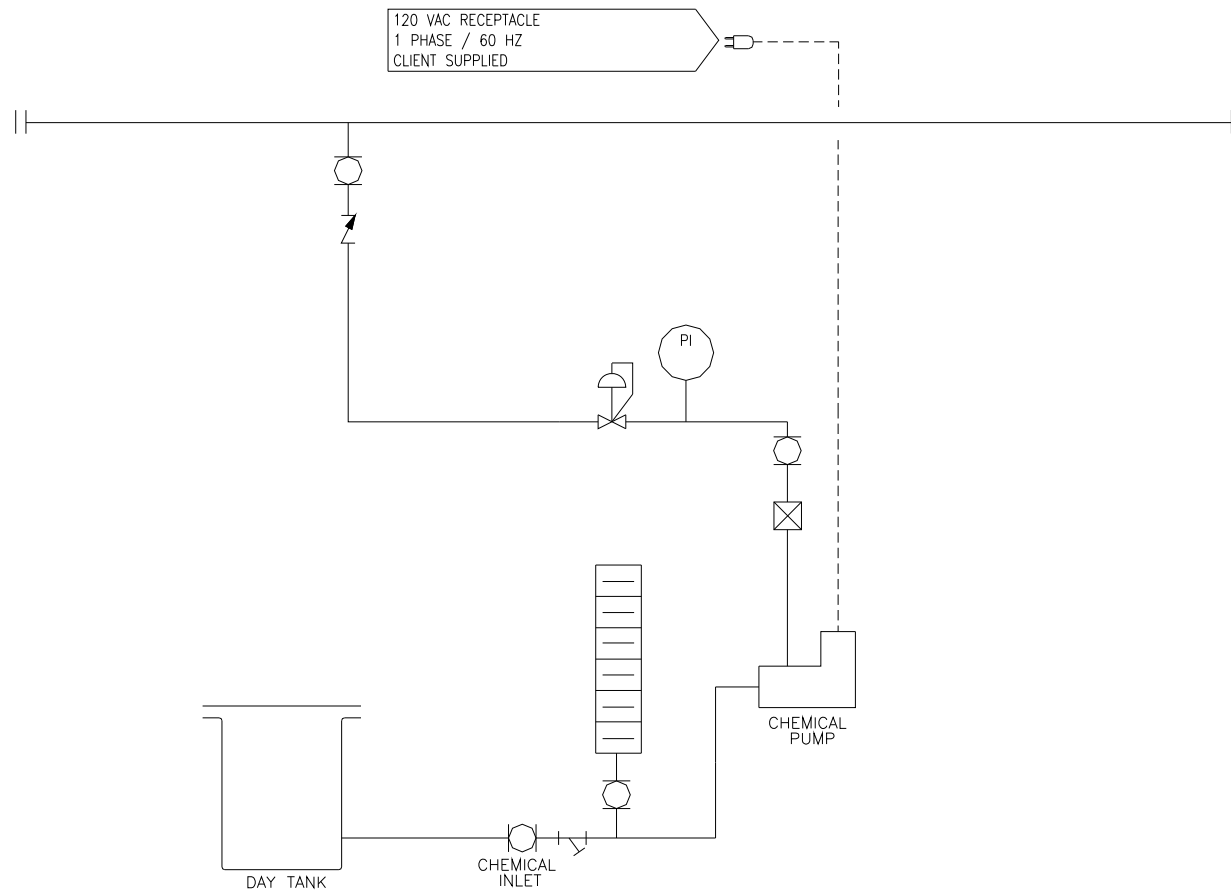 120 VAC RECEPTACLE
1 PHASE / 60 HZ
CLIENT SUPPLIED
PI
CHEMICAL
PUMP
CHEMICAL
INLET
DAY TANK